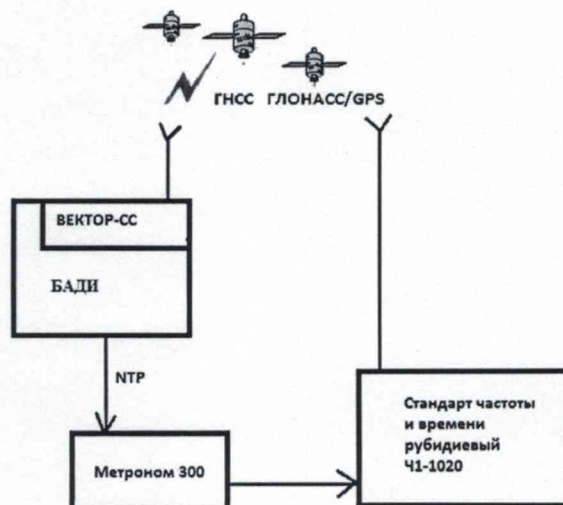 ГНСС ГЛОНАСС/GPS
ВЕКТОР-СС
БАДИ
NTP
Метроном 300
Стандарт частоты
и времени
рубидиевый
Ч1-1020